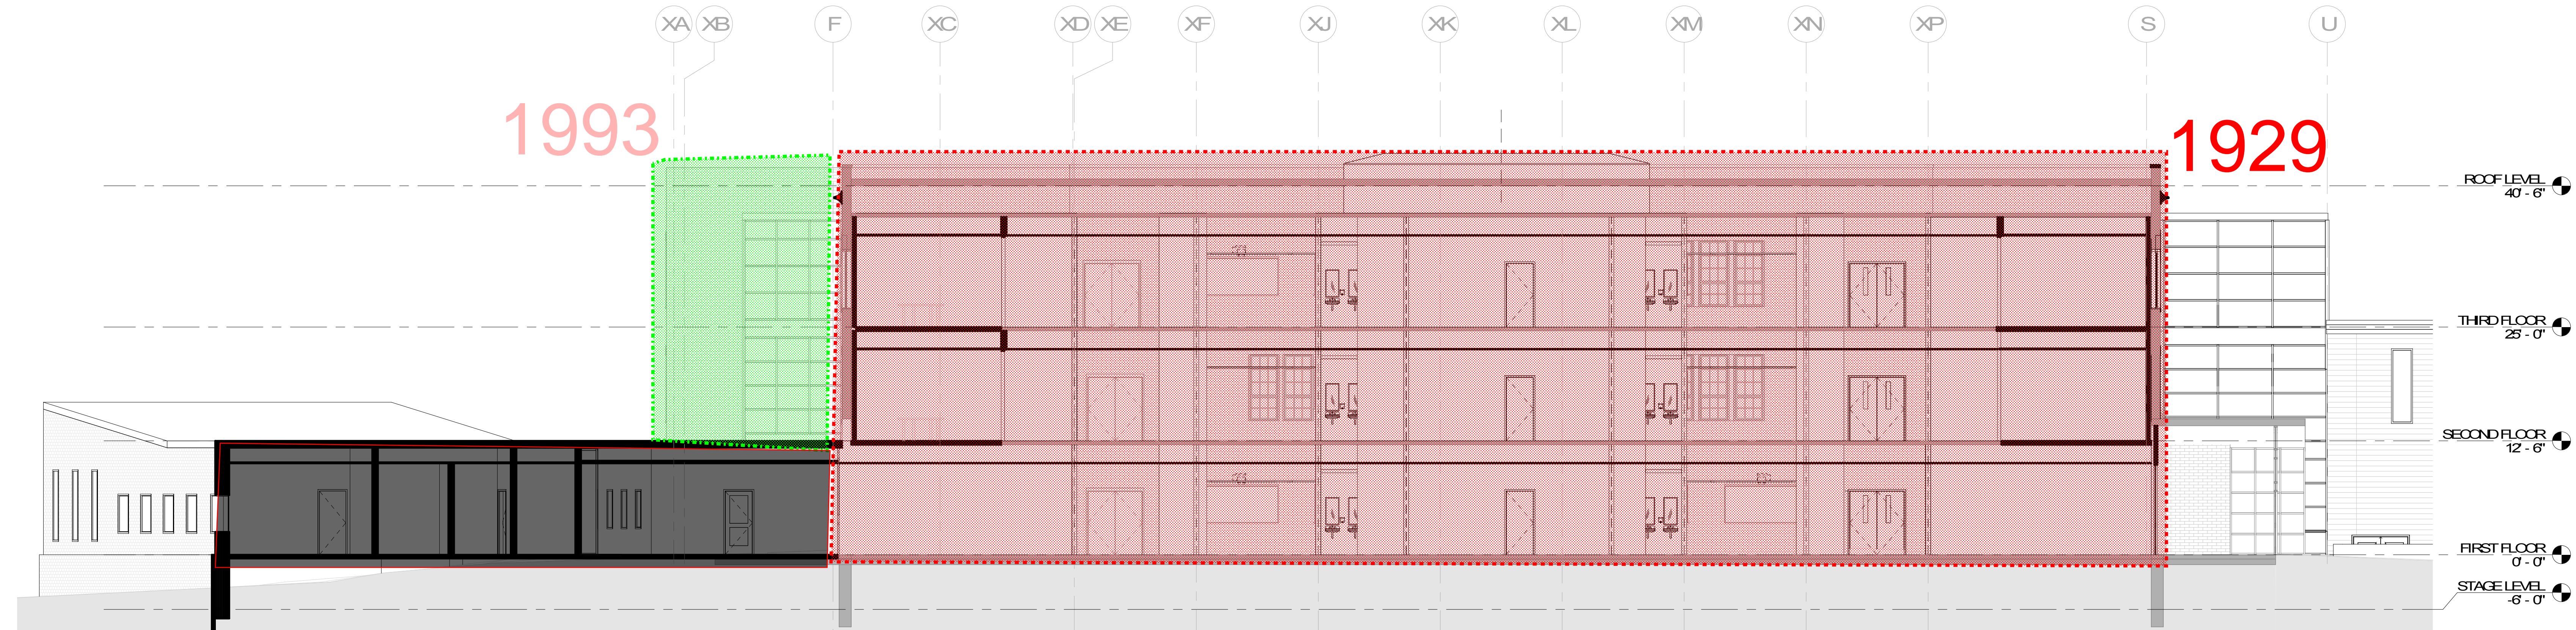 XA XB F XC XD XE XF XJ XK XL XM XN XP S U
1993
1929
ROOF LEVEL
40' - 6"
THIRD FLOOR
25' - 0"
SECOND FLOOR
12' - 6"
FIRST FLOOR
0' - 0"
STAGE LEVEL
-6' - 0"